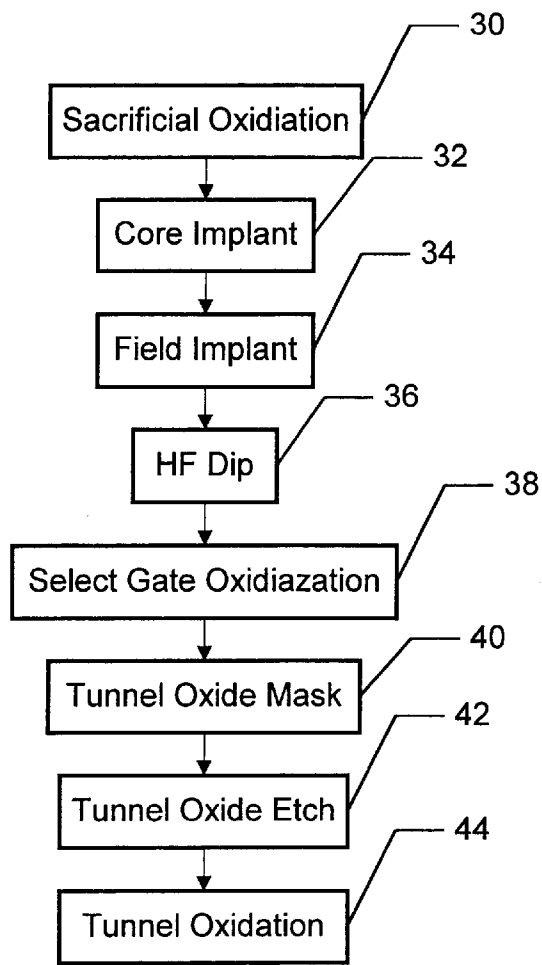 30
Sacrificial Oxidiation
32
Core Implant
34
Field Implant
36
HF Dip
38
Select Gate Oxidiazation
40
Tunnel Oxide Mask
42
Tunnel Oxide Etch
44
Tunnel Oxidation